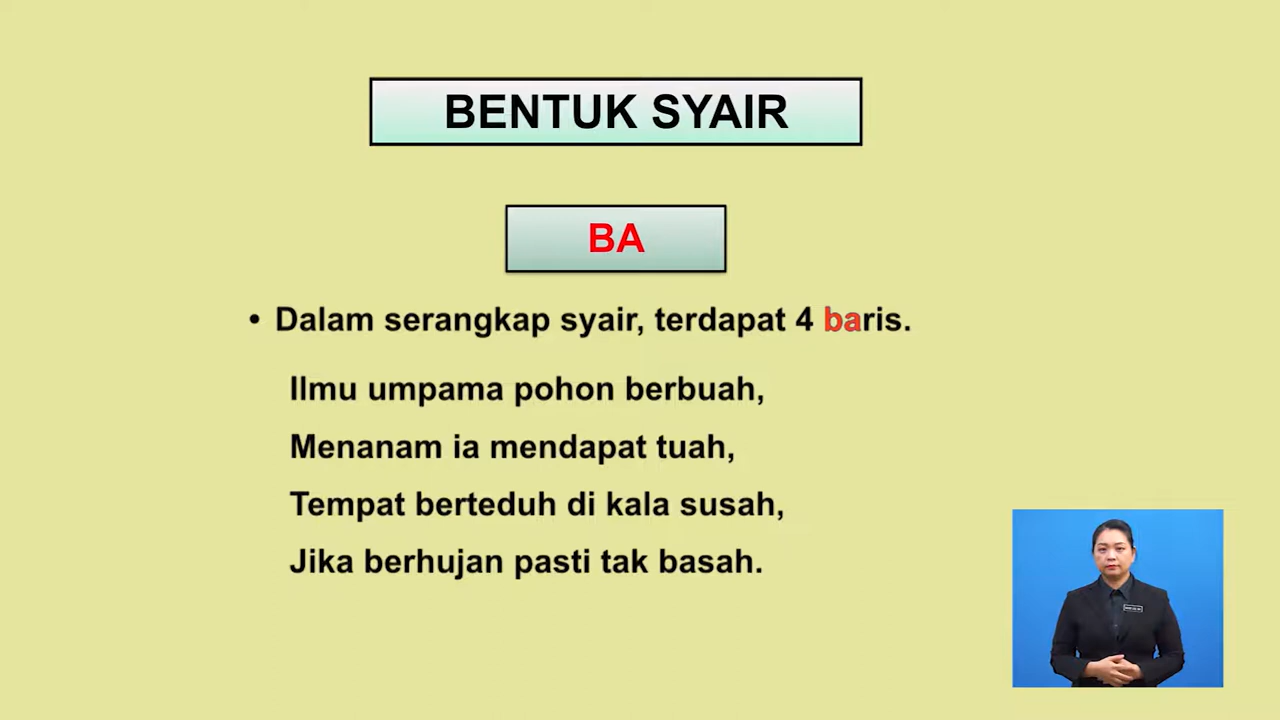 BENTUK SYAIR
BA
• Dalam serangkap syair, terdapat 4 baris.
Ilmu umpama pohon berbuah,
Menanam ia mendapat tuah,
Tempat berteduh di kala susah,
Jika berhujan pasti tak basah.